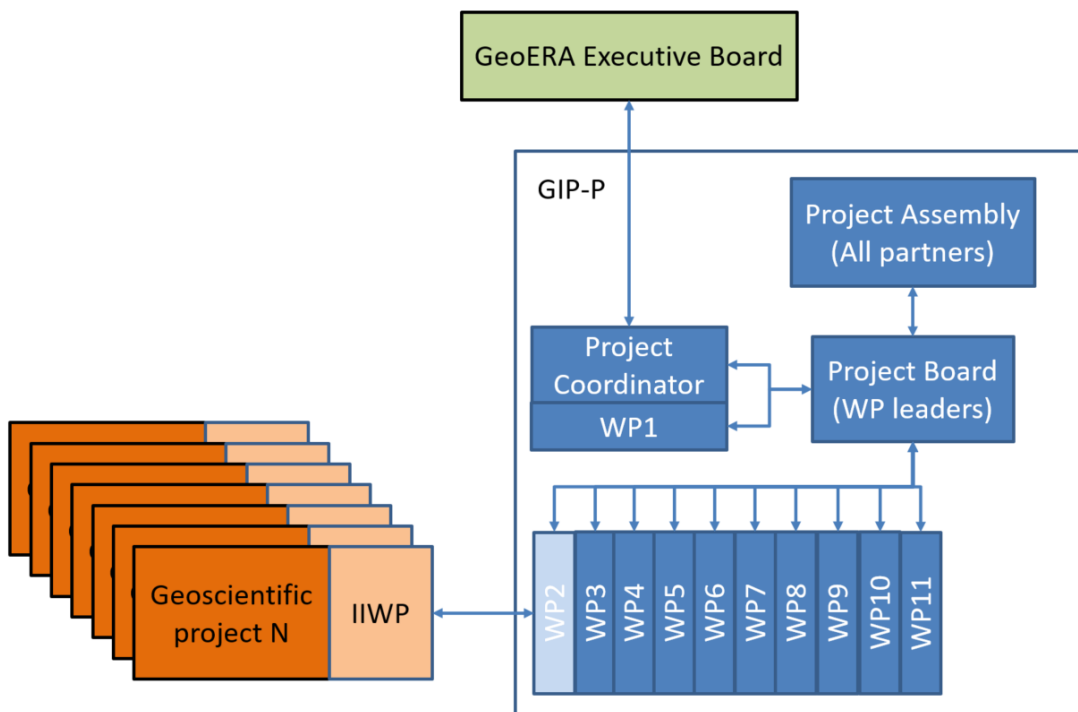 GeoERA Executive Board
GIP-P
Project Assembly
(All partners)
Project
Coordinator
WP1
Project Board
(WP leaders)
Geoscientific
project N
IIWP
WP2
WP3
WP4
WP5
WP6
WP7
WP8
WP9
WP10
WP11